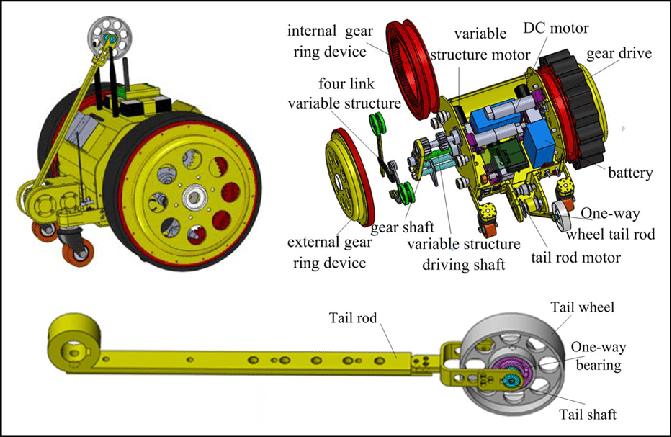 internal gear
ring device
variable
structure motor
DC motor
gear drive
four link
variable structure
battery
One-way
wheel tail rod
tail rod motor
gear shaft
variable structure
driving shaft
external gear
ring device
Tail wheel
Tail rod
One-way
bearing
Tail shaft